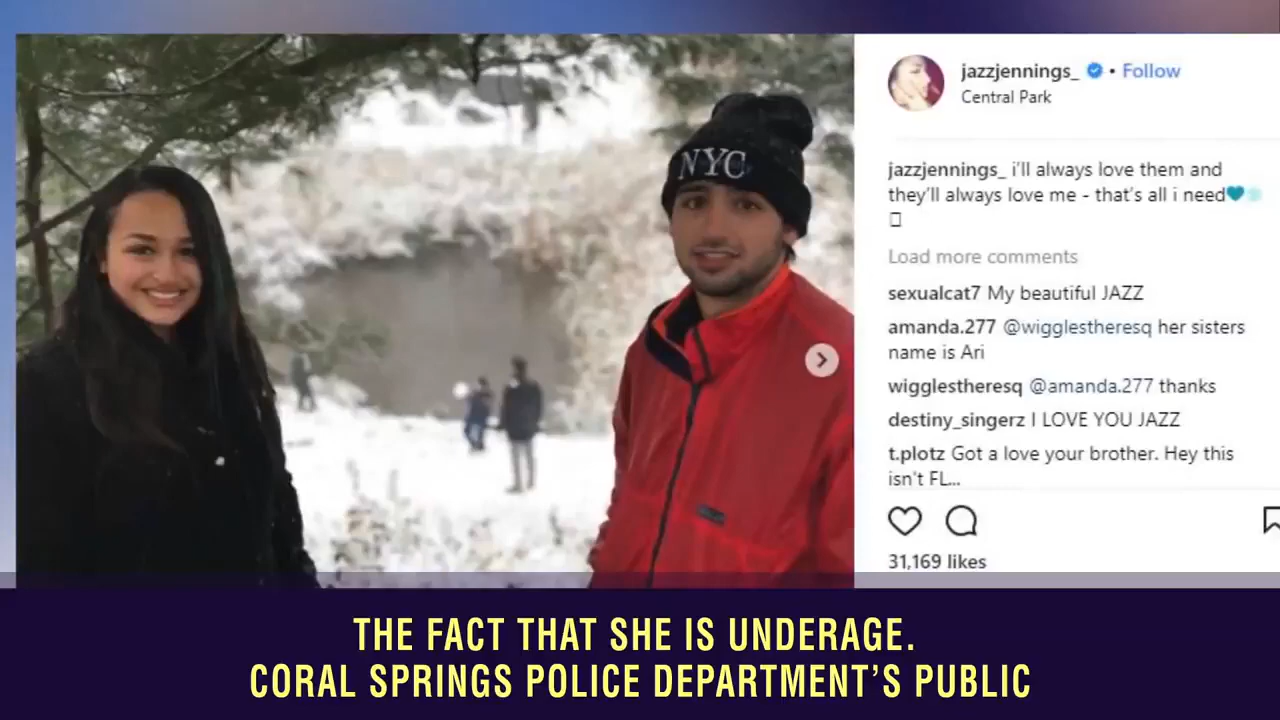 NYC
jazzjennings_ • Follow
Central Park
jazzjennings_ i'll always love them and
they'll always love me - that's all i need
Load more comments
sexualcat7 My beautiful JAZZ
amanda.277 @wigglestheresq her sisters
name is Ari
wigglestheresq @amanda.277 thanks
destiny_singerz I LOVE YOU JAZZ
t.plotz Got a love your brother. Hey this
isn't FL...
31,169 likes
THE FACT THAT SHE IS UNDERAGE.
CORAL SPRINGS POLICE DEPARTMENT'S PUBLIC